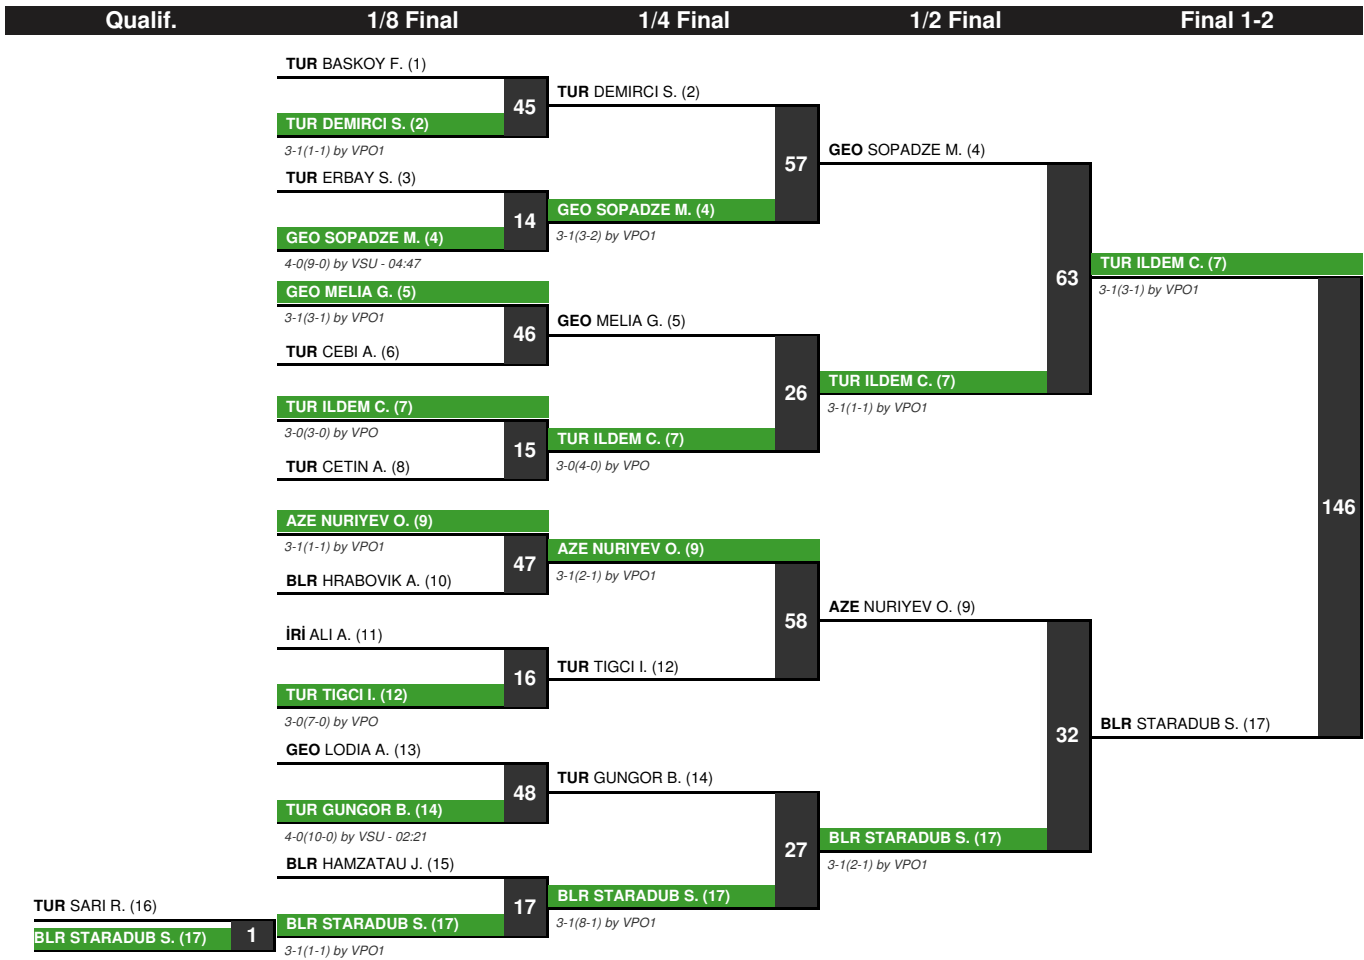 Qualif.
1/8 Final
1/4 Final
1/2 Final
Final 1-2
TUR BASKOY F. (1)
45
TUR DEMIRCI S. (2)
3-1(1-1) by VPO1
TUR ERBAY S. (3)
14
GEO SOPADZE M. (4)
4-0(9-0) by VSU - 04:47
GEO MELIA G. (5)
3-1(3-1) by VPO1
46
TUR CEBI A. (6)
TUR ILDEM C. (7)
3-0(3-0) by VPO
15
TUR CETIN A. (8)
AZE NURIYEV O. (9)
3-1(1-1) by VPO1
47
BLR HRABOVIK A. (10)
İRİ ALI A. (11)
16
TUR TIGCI I. (12)
3-0(7-0) by VPO
GEO LODIA A. (13)
48
TUR GUNGOR B. (14)
4-0(10-0) by VSU - 02:21
BLR HAMZATAU J. (15)
17
TUR SARI R. (16)
BLR STARADUB S. (17)
1
BLR STARADUB S. (17)
3-1(1-1) by VPO1
TUR DEMIRCI S. (2)
57
GEO SOPADZE M. (4)
3-1(3-2) by VPO1
GEO MELIA G. (5)
26
TUR ILDEM C. (7)
3-0(4-0) by VPO
AZE NURIYEV O. (9)
3-1(2-1) by VPO1
58
TUR TIGCI I. (12)
TUR GUNGOR B. (14)
27
BLR STARADUB S. (17)
3-1(8-1) by VPO1
GEO SOPADZE M. (4)
63
TUR ILDEM C. (7)
3-1(1-1) by VPO1
AZE NURIYEV O. (9)
32
BLR STARADUB S. (17)
3-1(2-1) by VPO1
TUR ILDEM C. (7)
3-1(3-1) by VPO1
146
BLR STARADUB S. (17)